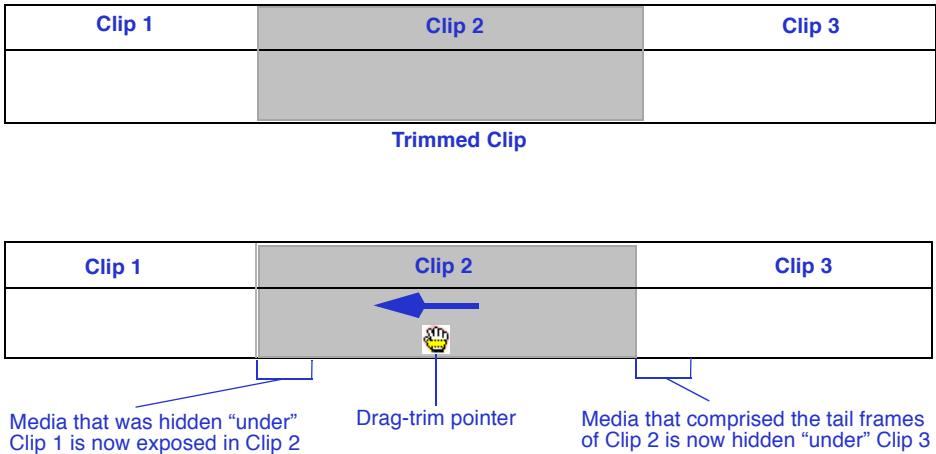 Clip 1 Clip 2 Clip 3
Trimmed Clip
Clip 1 Clip 2 Clip 3
Media that was hidden “under”
Clip 1 is now exposed in Clip 2
Drag-trim pointer
Media that comprised the tail frames
of Clip 2 is now hidden “under” Clip 3